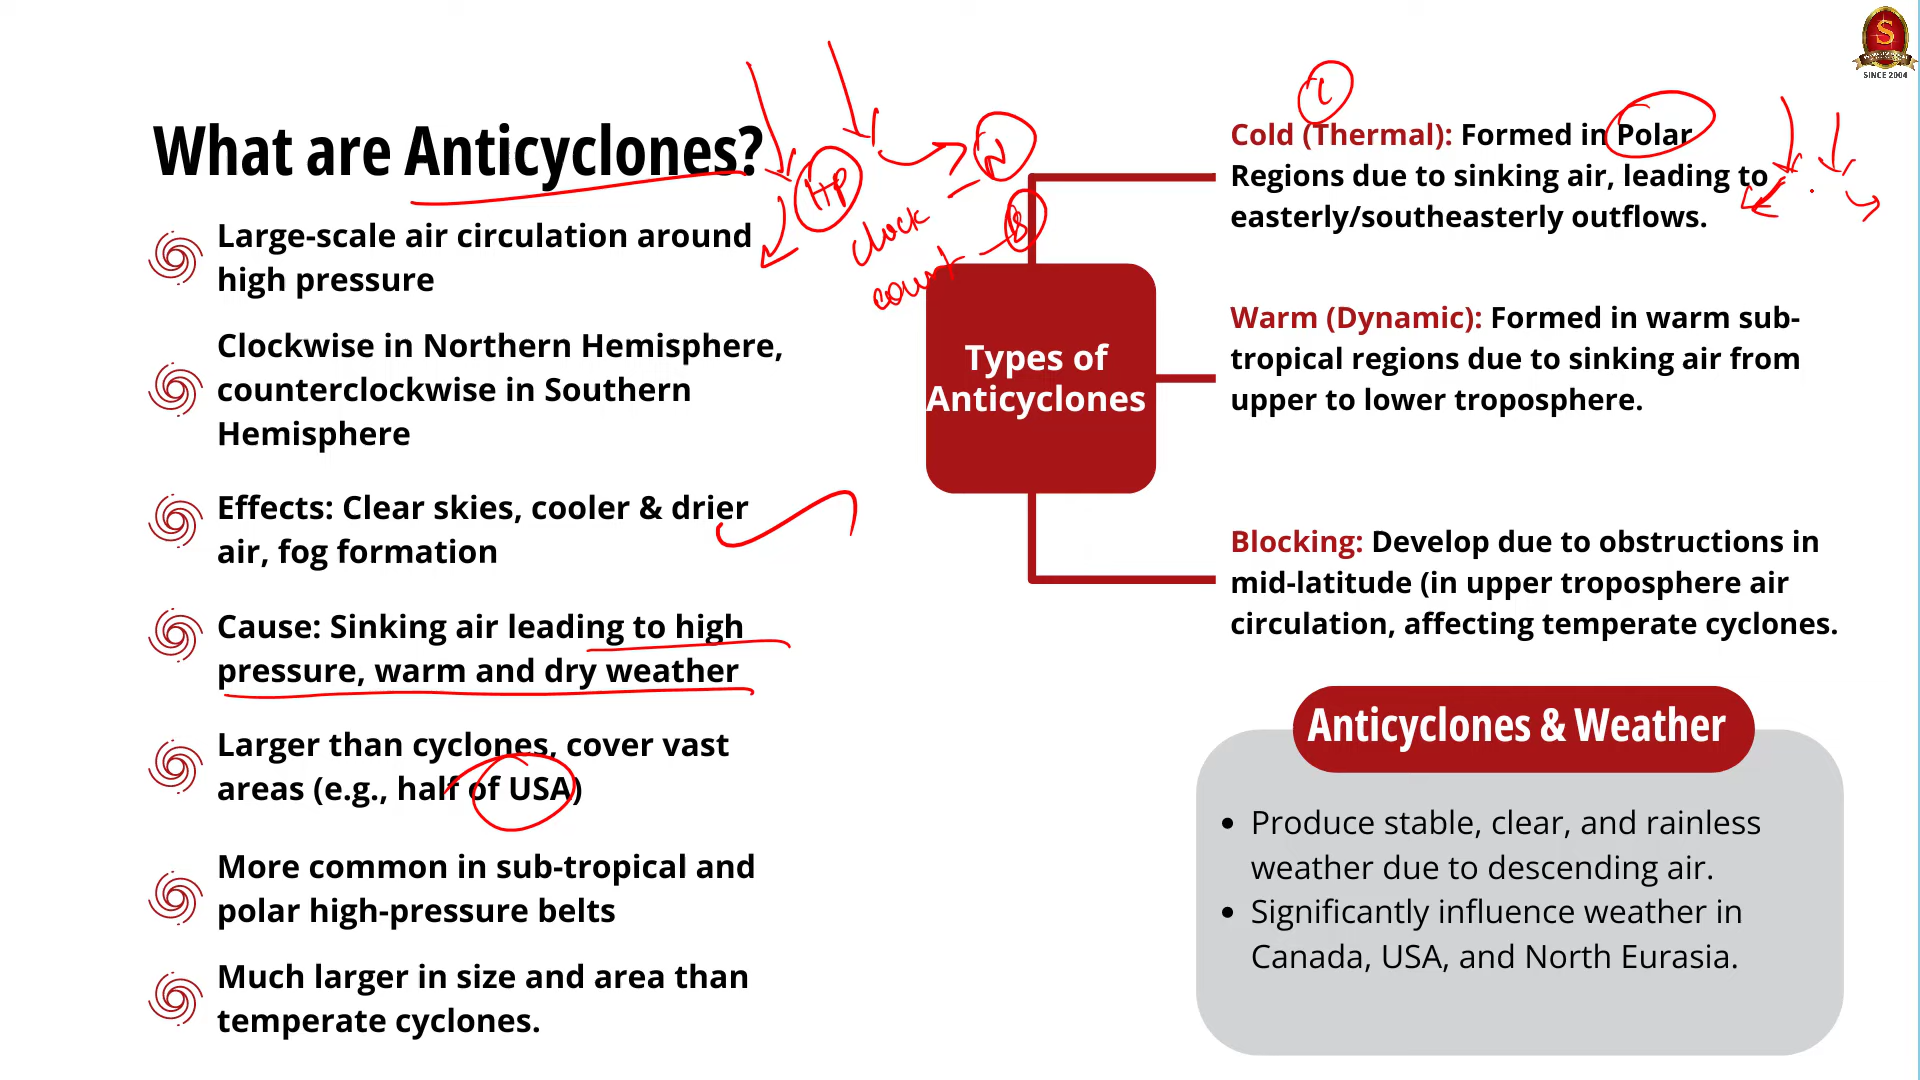 What are Anticyclones?
Large-scale air circulation around
high pressure
Clockwise in Northern Hemisphere,
counterclockwise in Southern
Hemisphere
Effects: Clear skies, cooler & drier
air, fog formation
Cause: Sinking air leading to high
pressure, warm and dry weather
Larger than cyclones, cover vast
areas (e.g., half of USA)
More common in sub-tropical and
polar high-pressure belts
Much larger in size and area than
temperate cyclones.
HP
N
clock
S
count
Types of
Anticyclones
Cold (Thermal): Formed in Polar
Regions due to sinking air, leading to
easterly/southeasterly outflows.
Warm (Dynamic): Formed in warm sub-
tropical regions due to sinking air from
upper to lower troposphere.
Blocking: Develop due to obstructions in
mid-latitude (in upper troposphere air
circulation, affecting temperate cyclones.
Anticyclones & Weather
• Produce stable, clear, and rainless
weather due to descending air.
• Significantly influence weather in
Canada, USA, and North Eurasia.
S
SINCE 2004